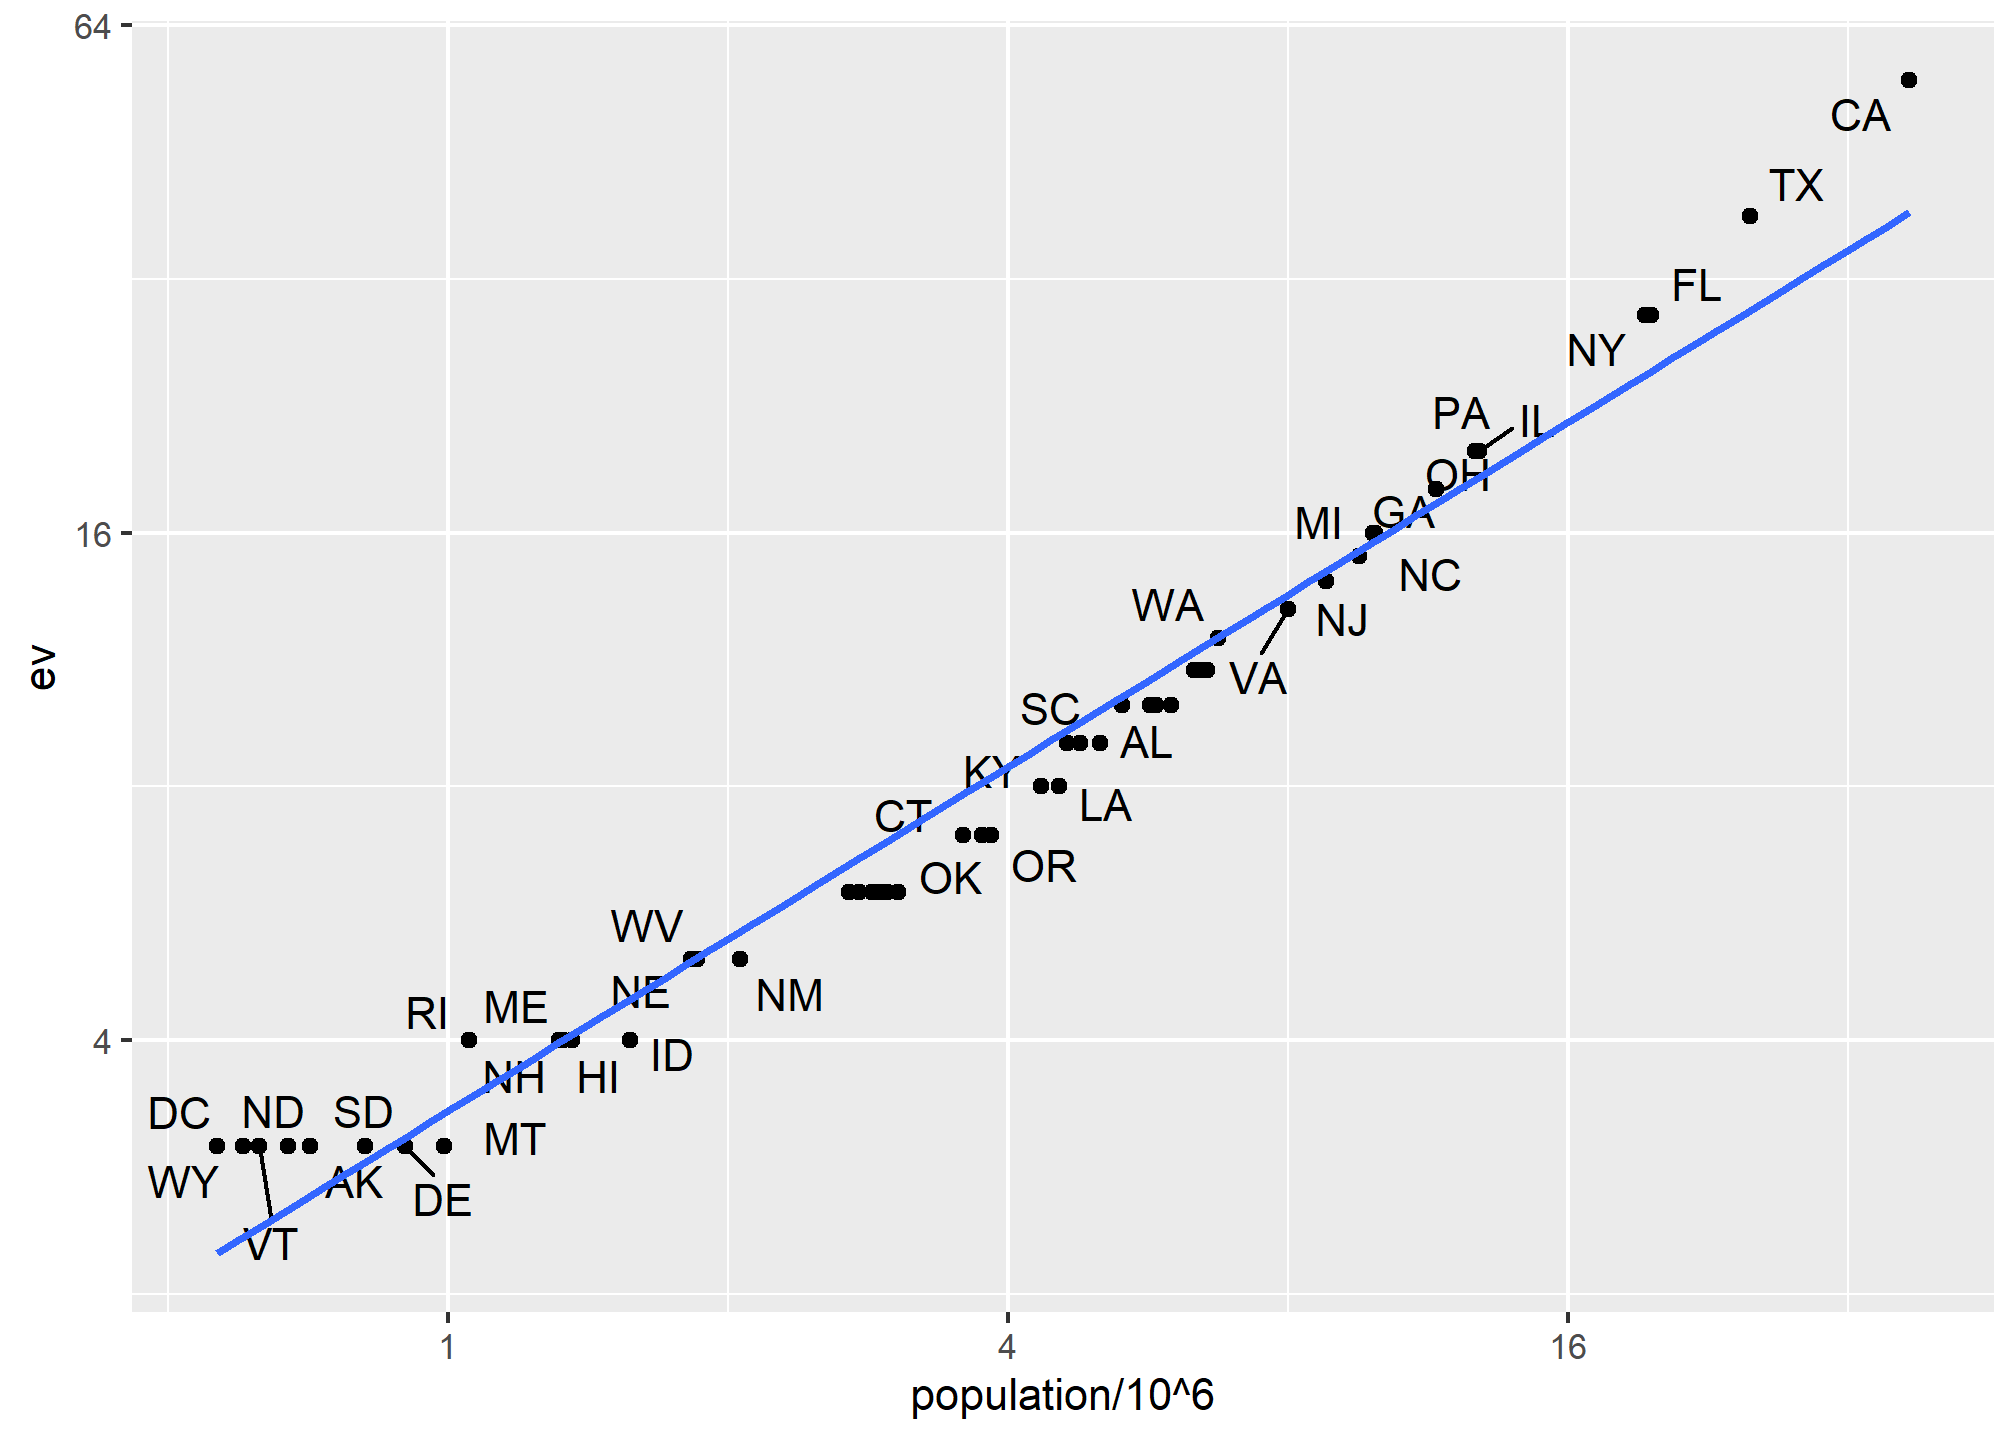 64
CA
TX
FL
NY
PA
IL
OH
GA
MI
16
NC
WA
NJ
VA
ev
SC
AL
KY
LA
CT
OR
OK
WV
NE
NM
RI
ME
4
ID
NH
HI
DC
ND
SD
MT
WY
AK
DE
VT
1
4
16
population/10^6